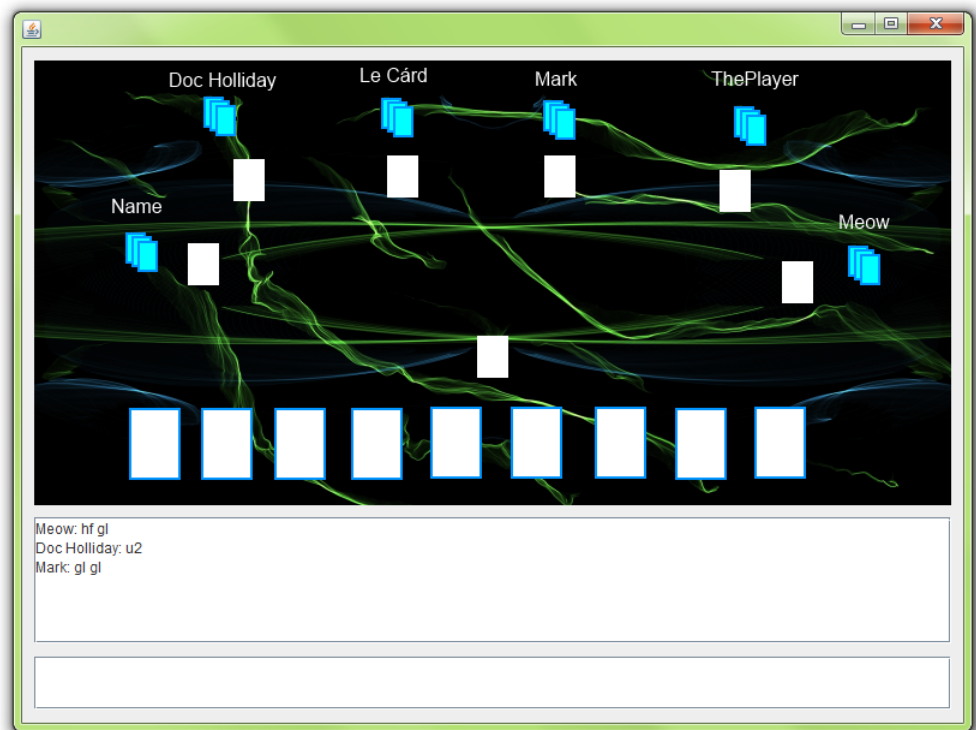 Doc Holliday
Le Cárd
Mark
ThePlayer
Name
Meow
Meow: hf gl
Doc Holliday: u2
Mark: gl gl